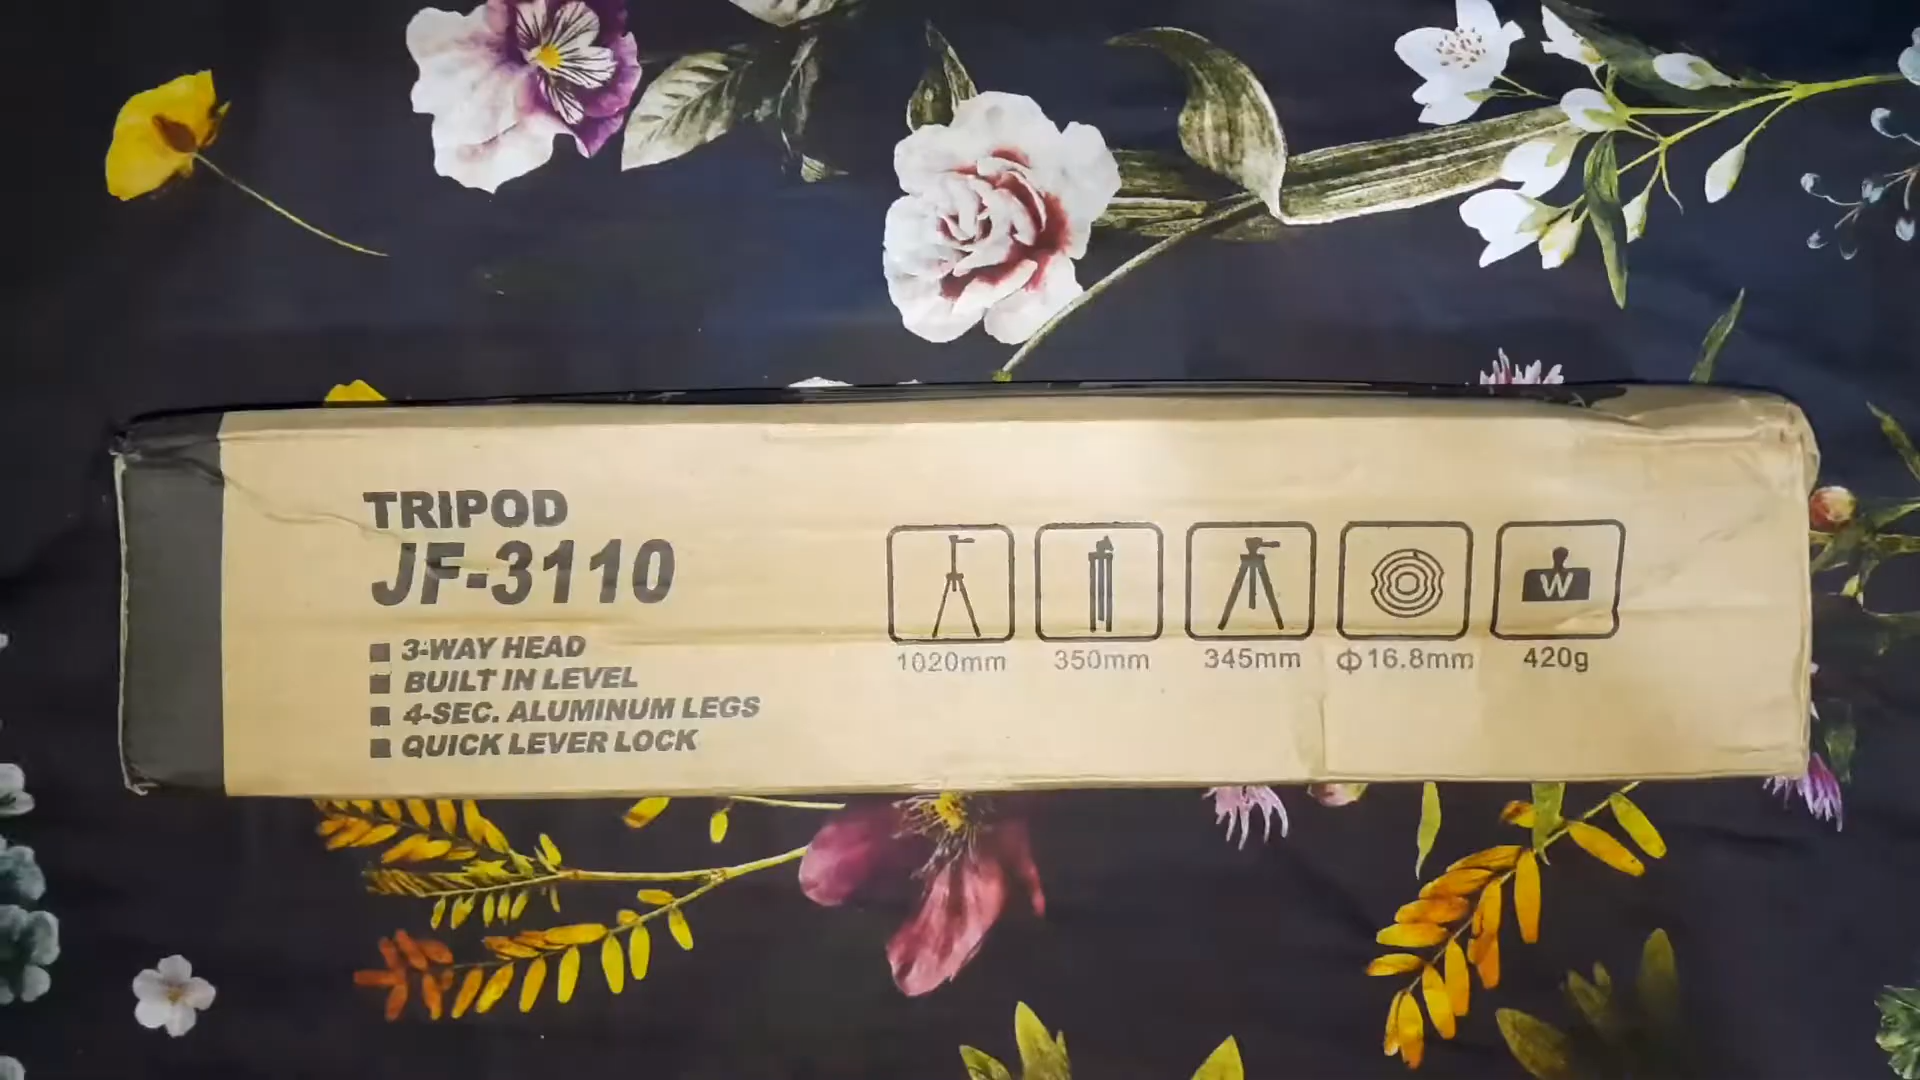 TRIPOD
JF-3110
3-WAY HEAD
BUILT IN LEVEL
4-SEC. ALUMINUM LEGS
QUICK LEVER LOCK
1020mm 350mm 345mm Φ16.8mm 420g
W